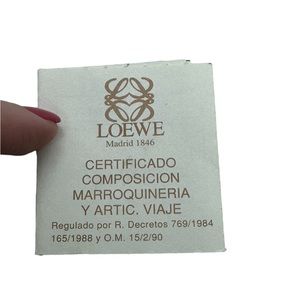 LOEWE
Madrid 1846
CERTIFICADO
COMPOSICION
MARROQUINERIA
Y ARTIC. VIAJE
Regulado por R. Decretos 769/1984
165/1988 y O.M. 15/2/90